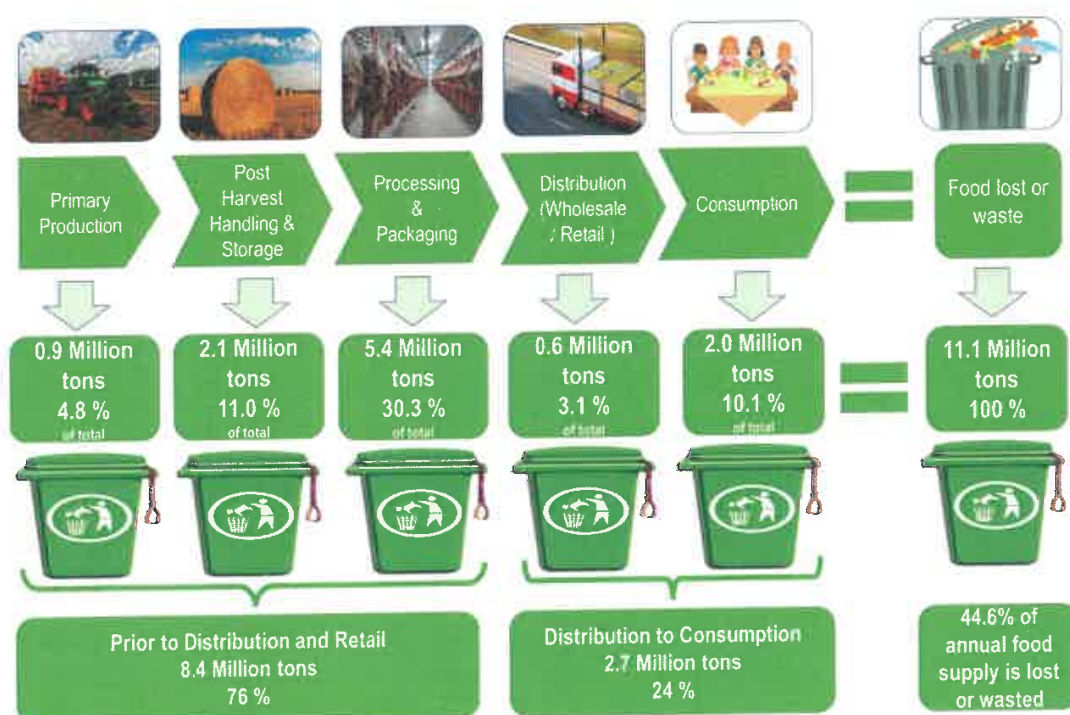 Primary
Production
Post
Harvest
Handling &
Storage
Processing
&
Packaging
Distribution
(Wholesale
/ Retail )
Consumption
Food lost or
waste
0.9 Million
tons
4.8 %
of total
2.1 Million
tons
11.0 %
of total
5.4 Million
tons
30.3 %
of total
0.6 Million
tons
3.1 %
of total
2.0 Million
tons
10.1 %
of total
11.1 Million
tons
100 %
Prior to Distribution and Retail
8.4 Million tons
76 %
Distribution to Consumption
2.7 Million tons
24 %
44.6% of
annual food
supply is lost
or wasted